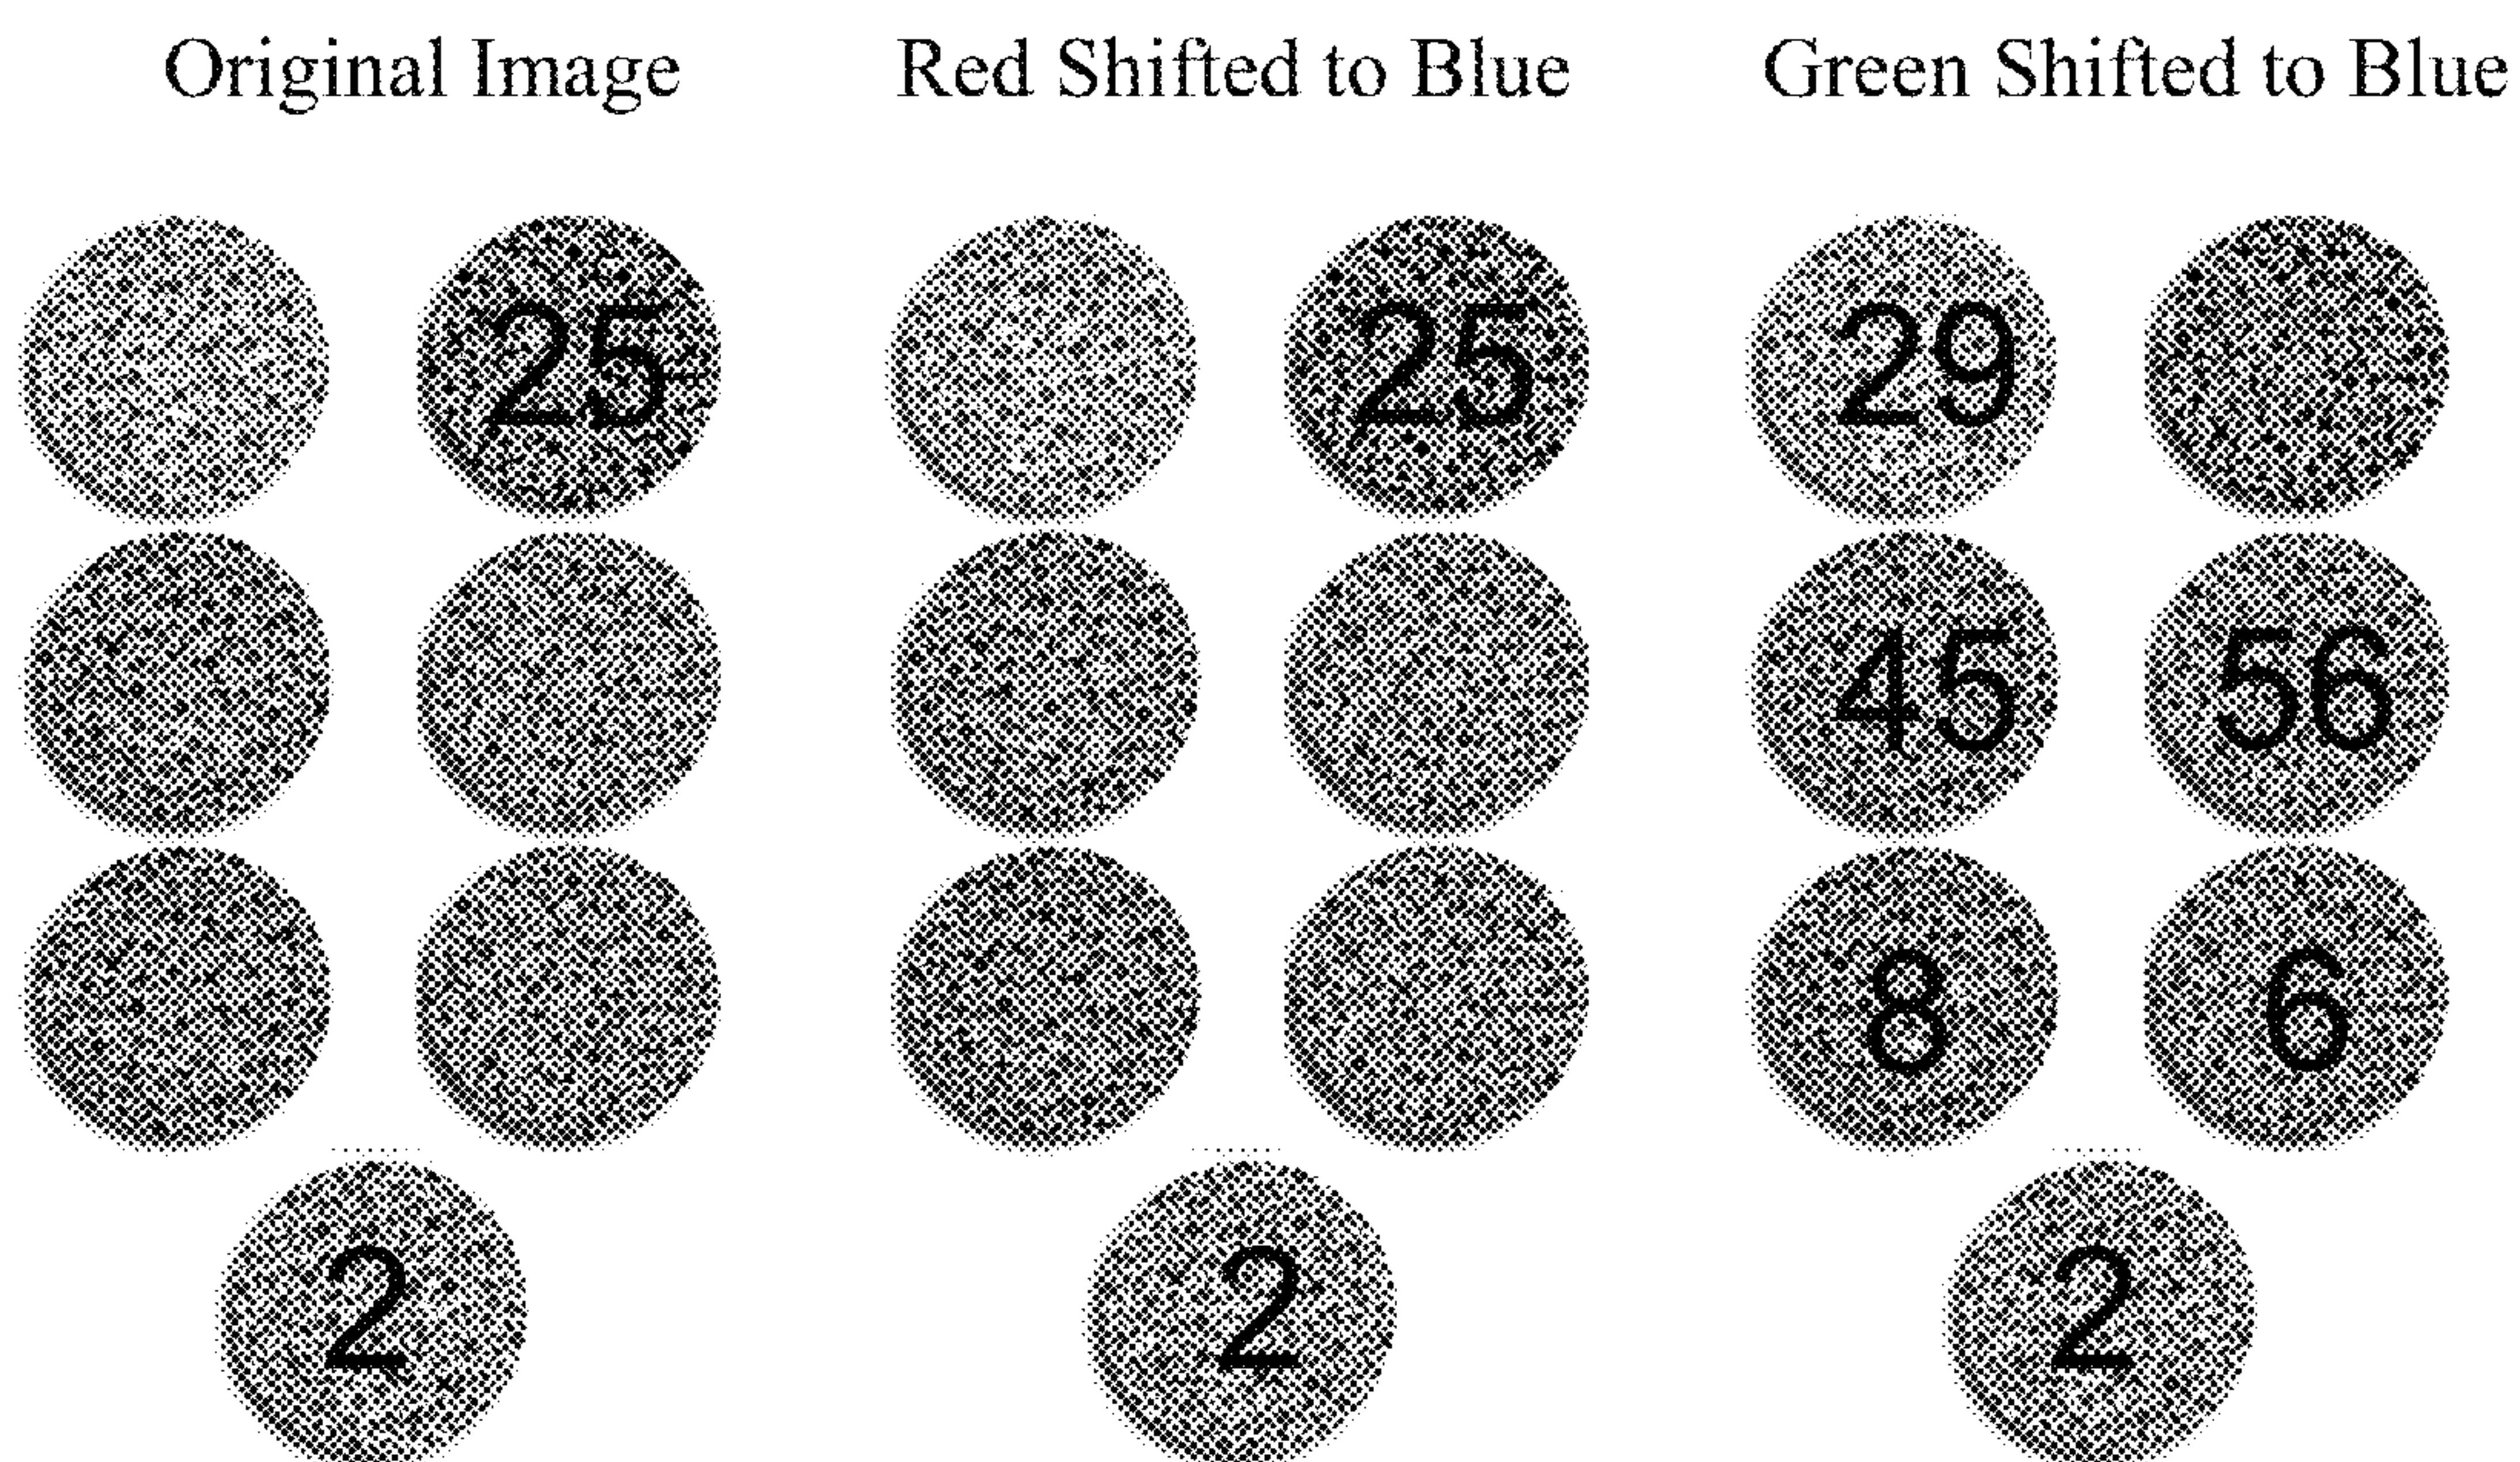 Original Image Red Shifted to Blue Green Shifted to Blue
25 25 29
45 56
8 6
2 2 2